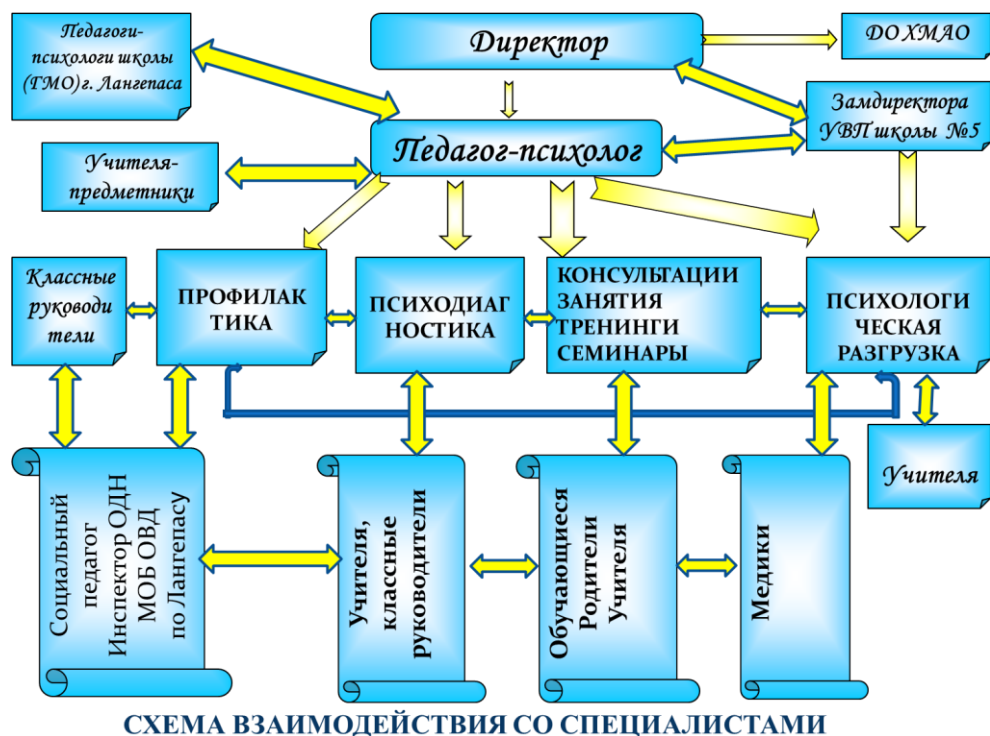 Педагоги-
психологи школы
(ГМО) г. Лангепаса
Директор
ДО ХМАО
Замдиректора
УВП школы №5
Педагог-психолог
Учителя-
предметники
Классные
руководи
тели
ПРОФИЛАК
ТИКА
ПСИХОДИАГ
НОСТИКА
КОНСУЛЬТАЦИИ
ЗАНЯТИЯ
ТРЕНИНГИ
СЕМИНАРЫ
ПСИХОЛОГИ
ЧЕСКАЯ
РАЗГРУЗКА
Учителя
Социальный
педагог
Инспектор ОДН
МОБ ОВД
по Лангепасу
Учителя,
классные
руководители
Обучающиеся
Родители
Учителя
Медики
СХЕМА ВЗАИМОДЕЙСТВИЯ СО СПЕЦИАЛИСТАМИ